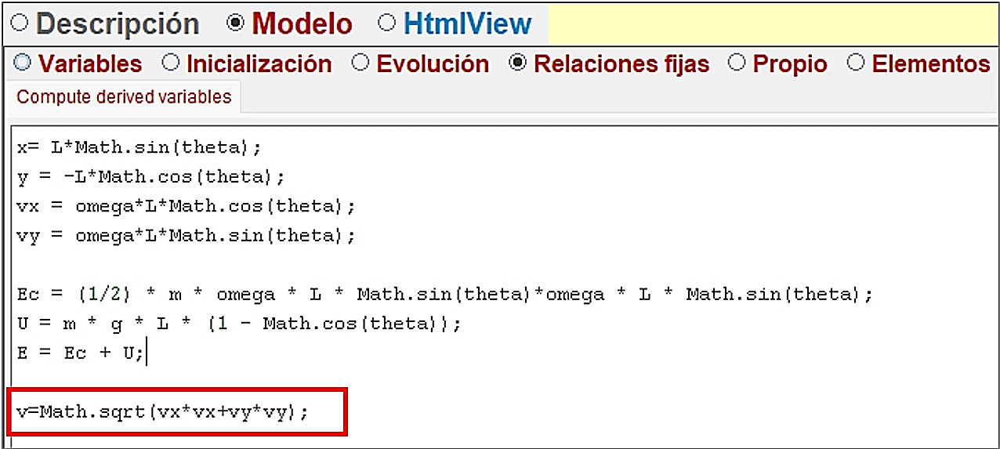 Descripción Modelo HtmlView
Variables Inicialización Evolución Relaciones fijas Propio Elementos
Compute derived variables
x= L*Math.sin(theta);
y = -L*Math.cos(theta);
vx = omega*L*Math.cos(theta);
vy = omega*L*Math.sin(theta);
Ec = (1/2) * m * omega * L * Math.sin(theta)*omega * L * Math.sin(theta);
U = m * g * L * (1 - Math.cos(theta));
E = Ec + U;
v=Math.sqrt(vx*vx+vy*vy);